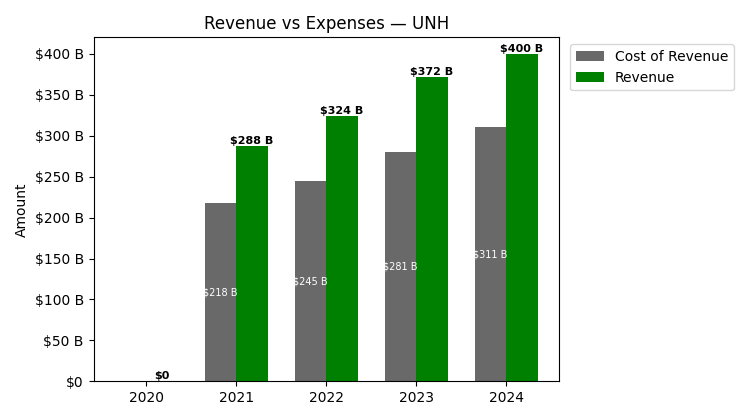 Revenue vs Expenses — UNH
Cost of Revenue
Revenue
Amount
$400 B
$350 B
$300 B
$250 B
$200 B
$150 B
$100 B
$50 B
$0
$0
$288 B
$324 B
$372 B
$400 B
$218 B
$245 B
$281 B
$311 B
2020 2021 2022 2023 2024